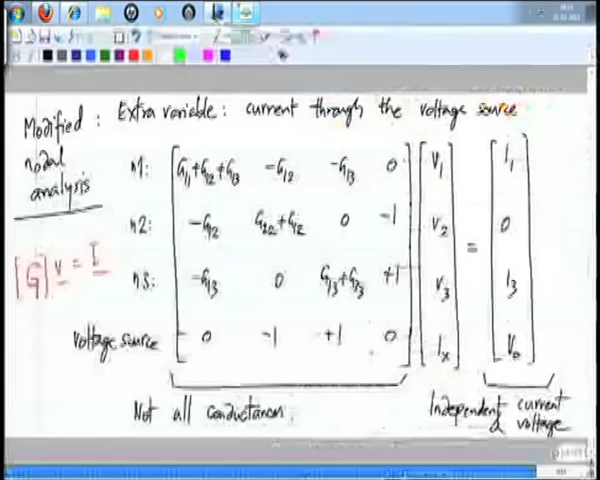 Modified : Extra variable: current through the voltage source
nodal
analysis
n1: G11+G12+G13 -G12 -G13 0 V1 I1
n2: -G12 G22+G12 0 -1 V2 0
[G] V = I
n3: -G13 0 G13+G33 +1 V3 = I3
voltage source 0 -1 +1 0 Ix V0
Not all conductances.
Independent current
& voltage